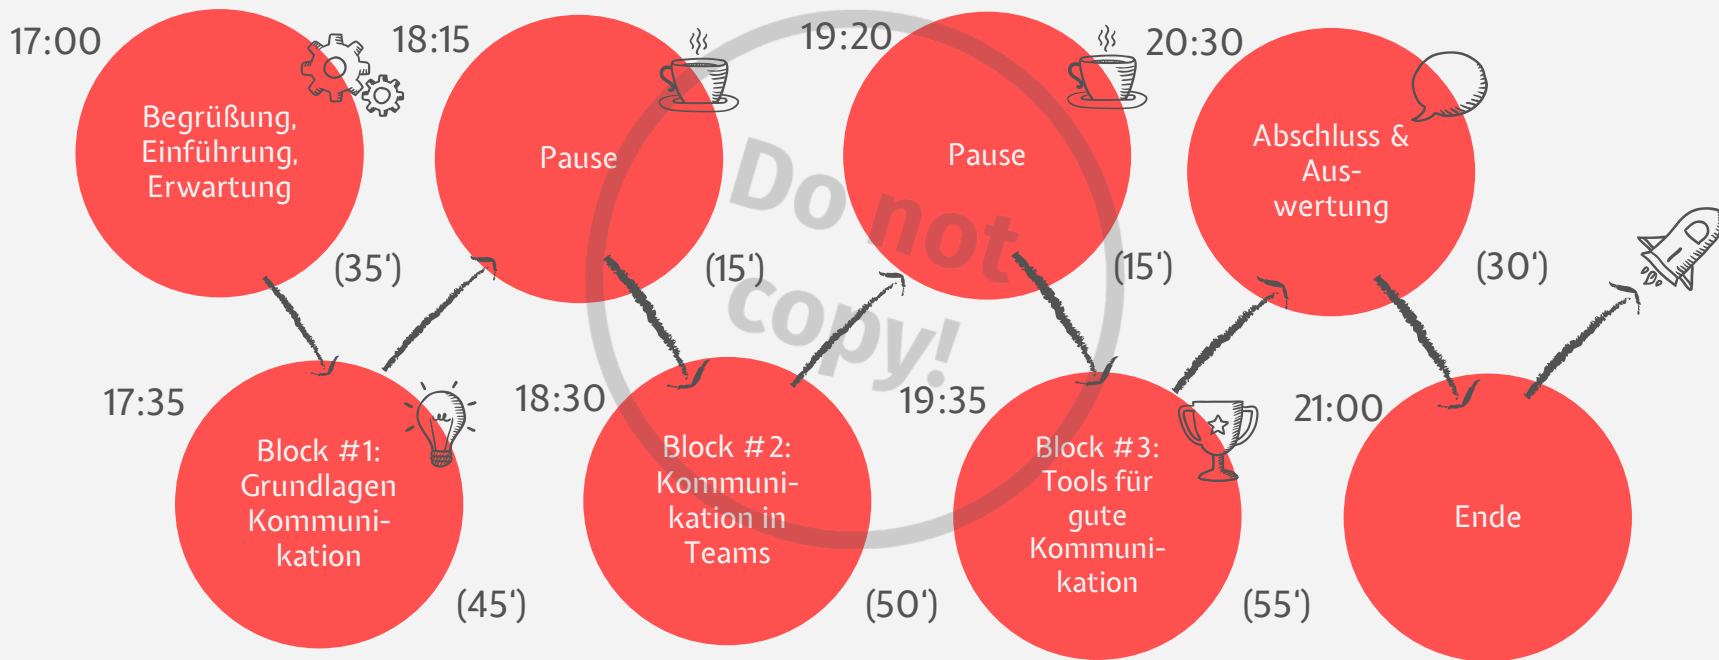 17:00
Begrüßung,
Einführung,
Erwartung
(35‘)
17:35
Block #1:
Grundlagen
Kommuni-
kation
(45‘)
18:15
Pause
(15‘)
18:30
Block #2:
Kommuni-
kation in
Teams
(50‘)
19:20
Pause
(15‘)
19:35
Block #3:
Tools für
gute
Kommuni-
kation
(55‘)
20:30
Abschluss &
Aus-
wertung
(30‘)
21:00
Ende
Do not
copy!